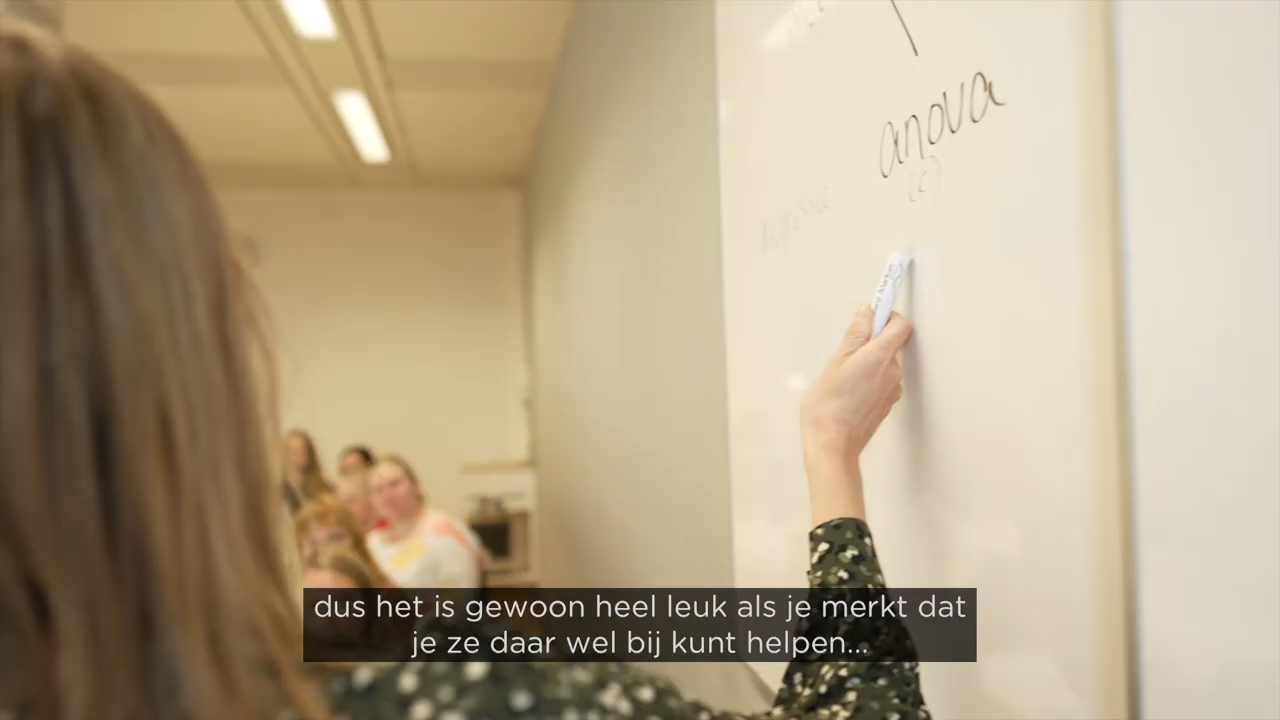 anova
(c)
dus het is gewoon heel leuk als je merkt dat
je ze daar wel bij kunt helpen...